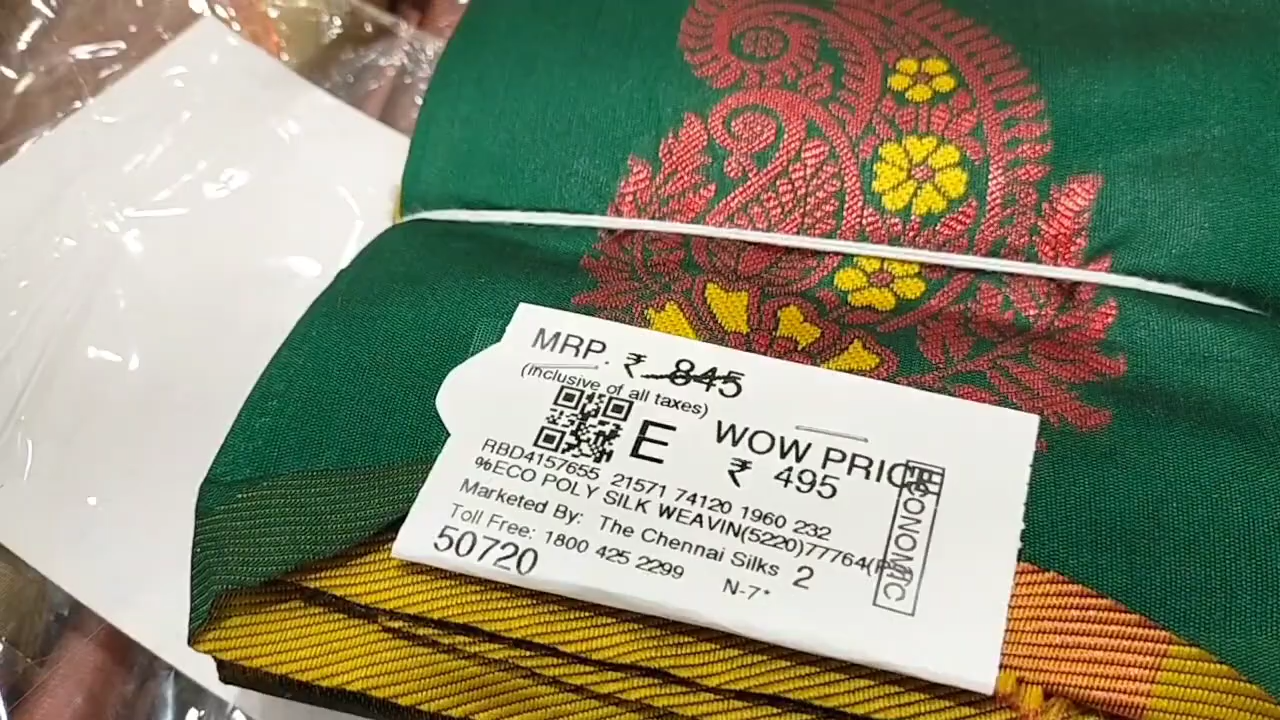 MRP. ₹ 845
(inclusive of all taxes)
E
WOW PRICE
₹ 495
RBD4157655 21571 74120 1960 232
%ECO POLY SILK WEAVIN(5220)77764(
Marketed By: The Chennai Silks 2
Toll Free: 1800 425 2299
50720
N-7*